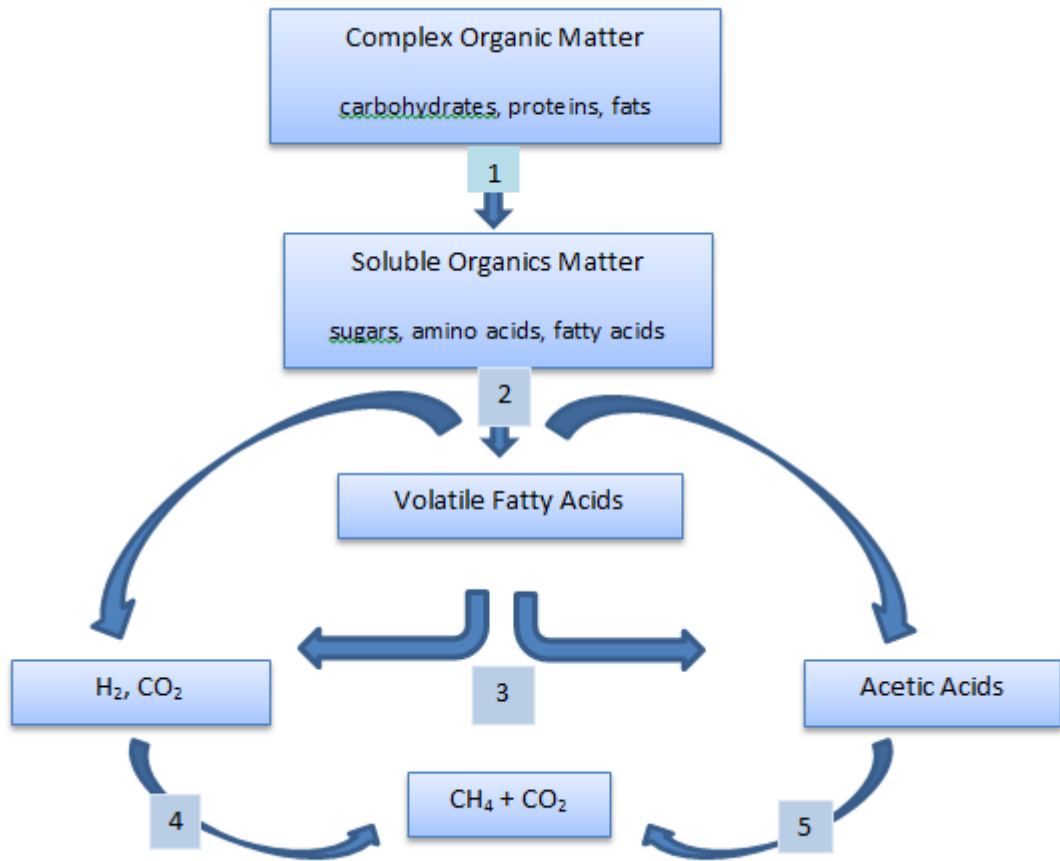 Complex Organic Matter
carbohydrates, proteins, fats
1
Soluble Organics Matter
sugars, amino acids, fatty acids
2
Volatile Fatty Acids
3
H₂, CO₂
Acetic Acids
CH₄ + CO₂
4
5